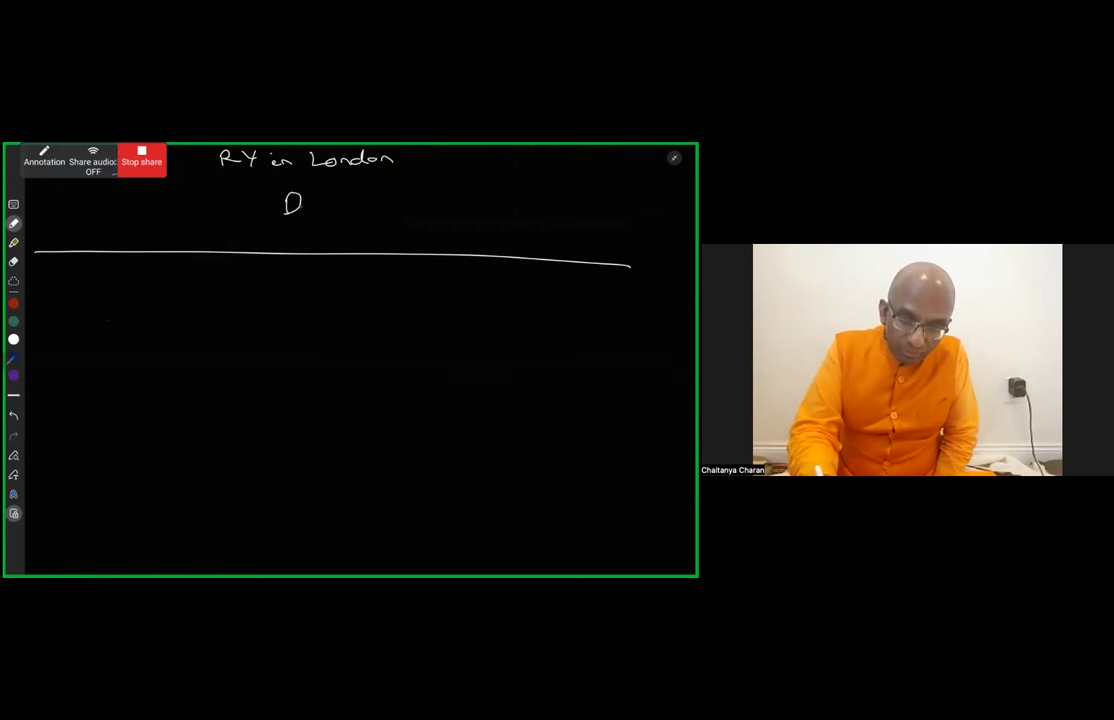 RY in London
Annotation Share audio: OFF Stop share
D
Chaitanya Charan